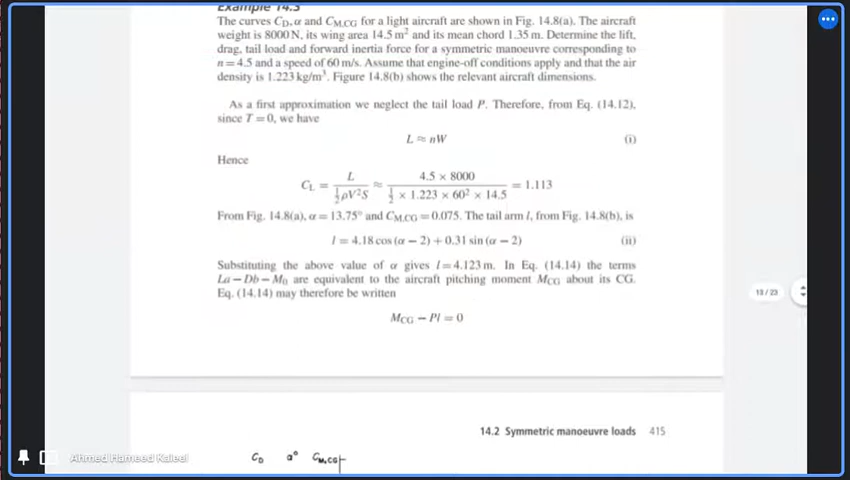 Example 14.3
The curves C_D, α and C_M,CG for a light aircraft are shown in Fig. 14.8(a). The aircraft
weight is 8000 N, its wing area 14.5 m² and its mean chord 1.35 m. Determine the lift,
drag, tail load and forward inertia force for a symmetric manoeuvre corresponding to
n = 4.5 and a speed of 60 m/s. Assume that engine-off conditions apply and that the air
density is 1.223 kg/m³. Figure 14.8(b) shows the relevant aircraft dimensions.
As a first approximation we neglect the tail load P. Therefore, from Eq. (14.12),
since T = 0, we have
L ≈ nW (i)
Hence
C_L = L / (½ρV²S) ≈ 4.5 × 8000 / (½ × 1.223 × 60² × 14.5) = 1.113
From Fig. 14.8(a), α = 13.75° and C_M,CG = 0.075. The tail arm l, from Fig. 14.8(b), is
l = 4.18 cos (α − 2) + 0.31 sin (α − 2) (ii)
Substituting the above value of α gives l = 4.123 m. In Eq. (14.14) the terms
La − Db − M₀ are equivalent to the aircraft pitching moment M_CG about its CG.
Eq. (14.14) may therefore be written
M_CG − Pl = 0
13 / 23
14.2 Symmetric manoeuvre loads 415
C_D α° C_M,CG
Ahmed Hameed Kaleel